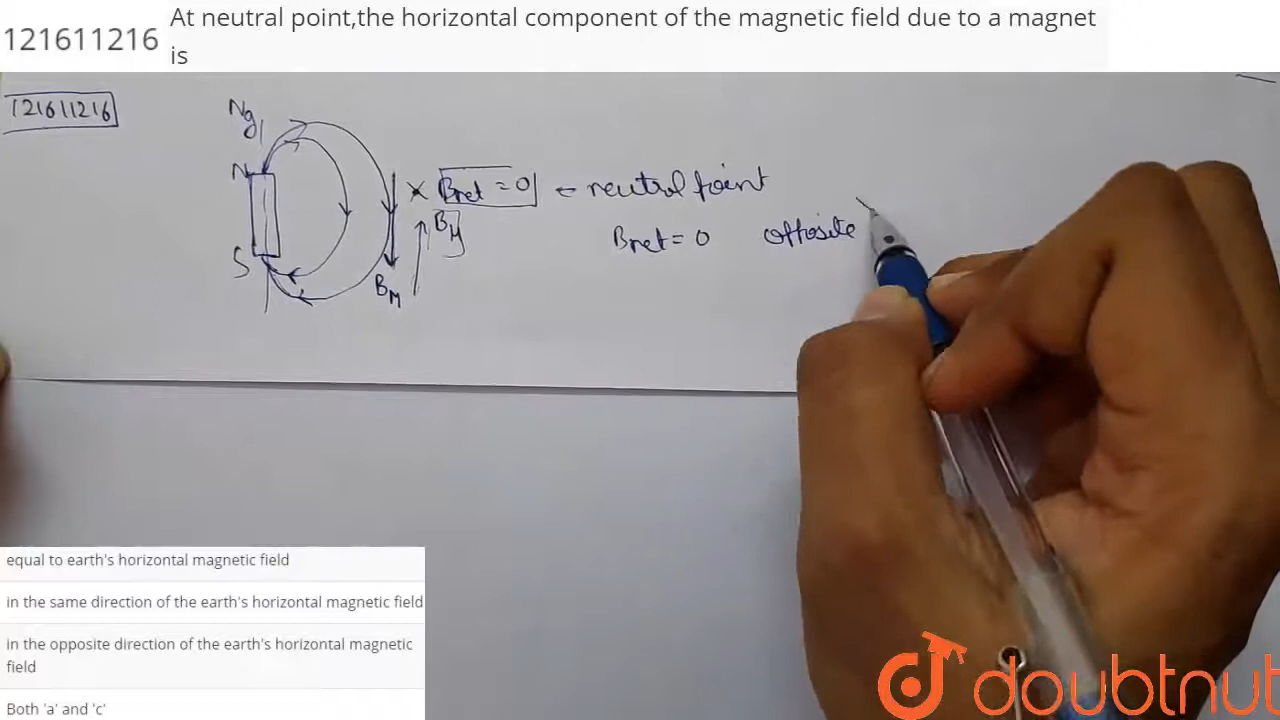 121611216
At neutral point,the horizontal component of the magnetic field due to a magnet
is
121611216
Ng
N
Bnet = 0
neutral point
BH
Bnet = 0
opposite
S
BM
equal to earth's horizontal magnetic field
in the same direction of the earth's horizontal magnetic field
in the opposite direction of the earth's horizontal magnetic
field
Both 'a' and 'c'
doubtnut